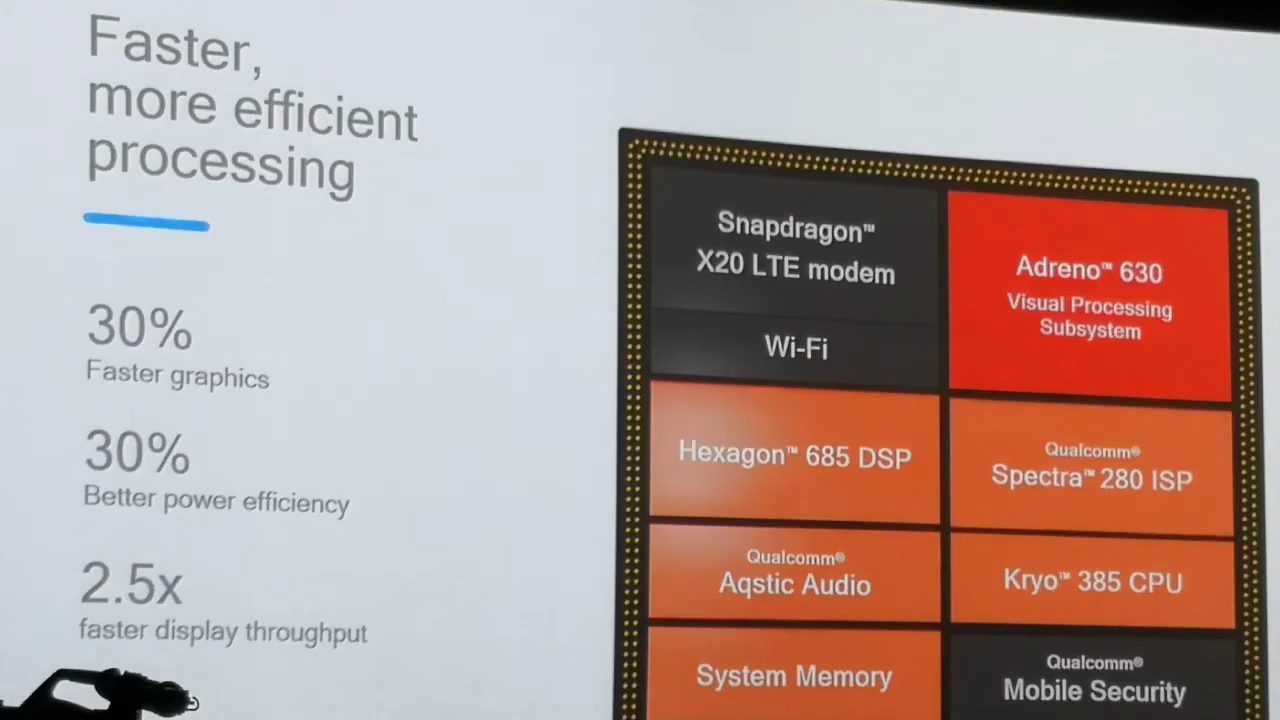 Faster,
more efficient
processing
30%
Faster graphics
30%
Better power efficiency
2.5x
faster display throughput
Snapdragon™
X20 LTE modem
Wi-Fi
Adreno™ 630
Visual Processing
Subsystem
Hexagon™ 685 DSP
Qualcomm®
Spectra™ 280 ISP
Qualcomm®
Aqstic Audio
Kryo™ 385 CPU
System Memory
Qualcomm®
Mobile Security